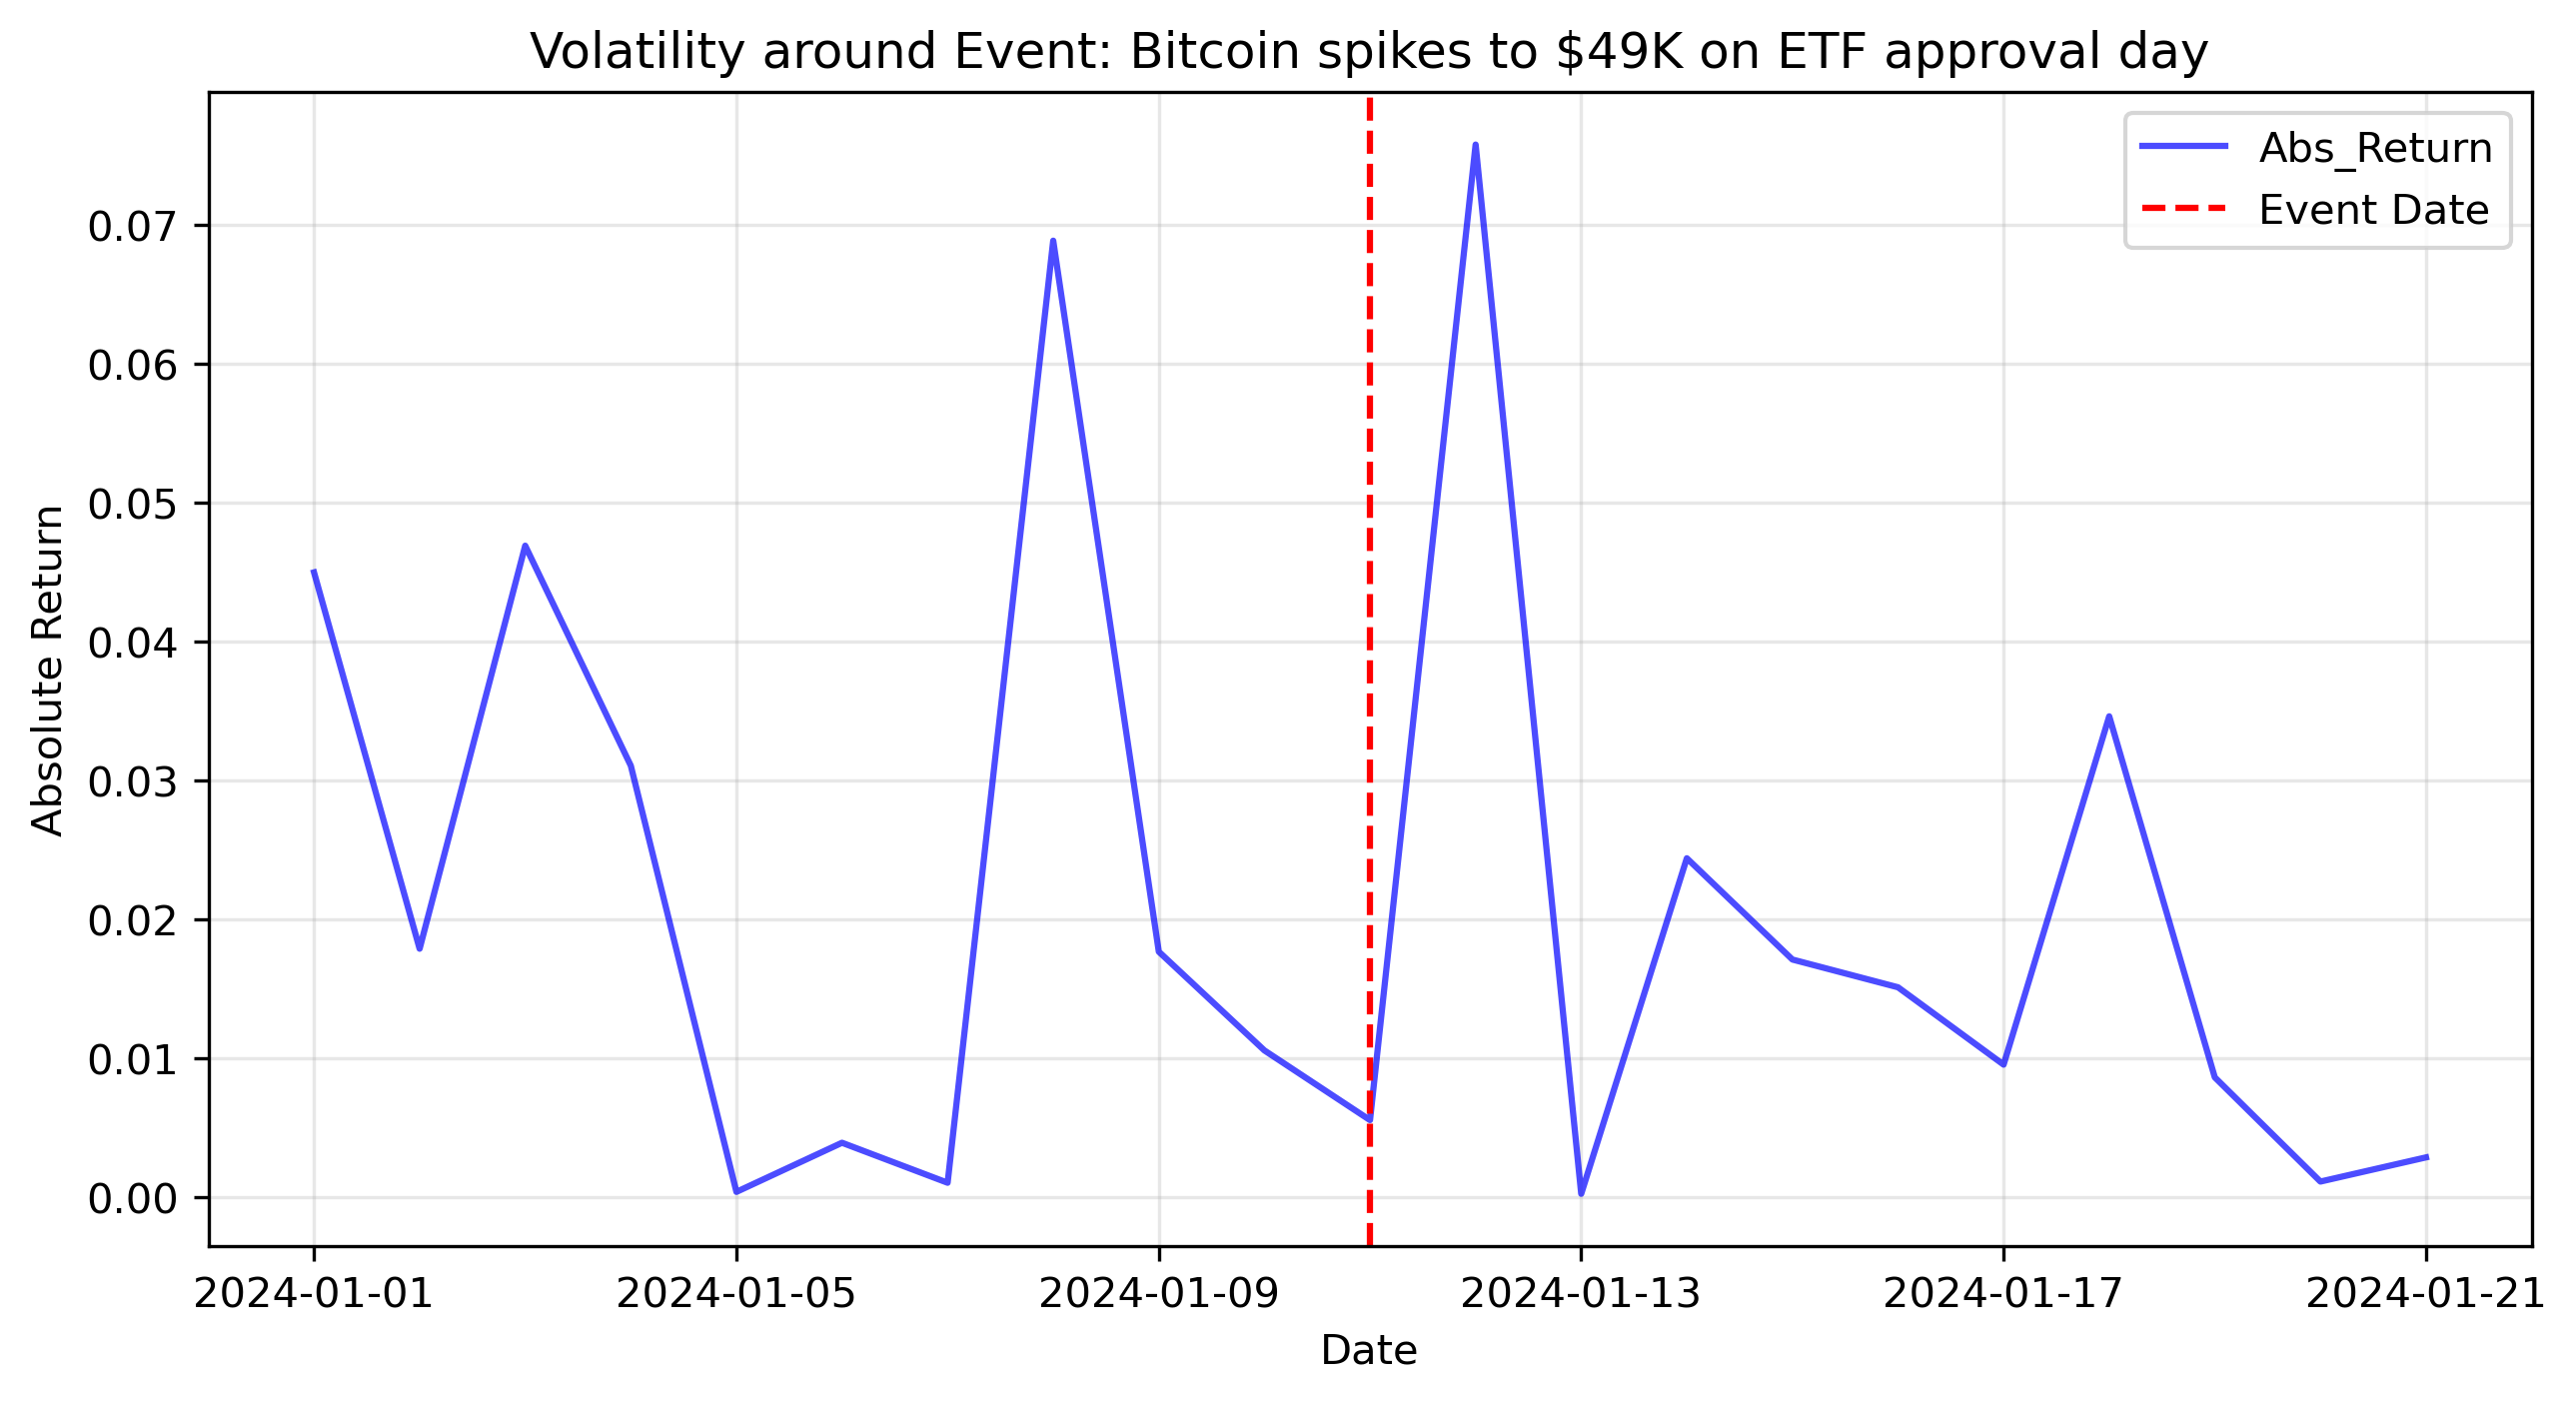 Volatility around Event: Bitcoin spikes to $49K on ETF approval day
Abs_Return
Event Date
Absolute Return
0.07
0.06
0.05
0.04
0.03
0.02
0.01
0.00
2024-01-01 2024-01-05 2024-01-09 2024-01-13 2024-01-17 2024-01-21
Date